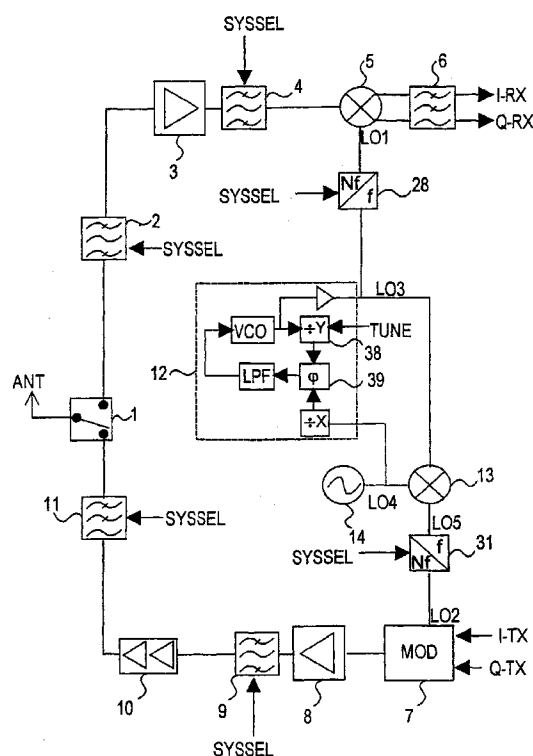 SYSSEL
5
6
4
I-RX
Q-RX
LO1
3
Nf
f
28
SYSSEL
2
SYSSEL
LO3
VCO
÷Y
TUNE
38
12
LPF
φ
39
ANT
1
÷X
13
LO4
14
11
SYSSEL
LO5
SYSSEL
f
Nf
31
LO2
I-TX
MOD
Q-TX
10
9
8
7
SYSSEL